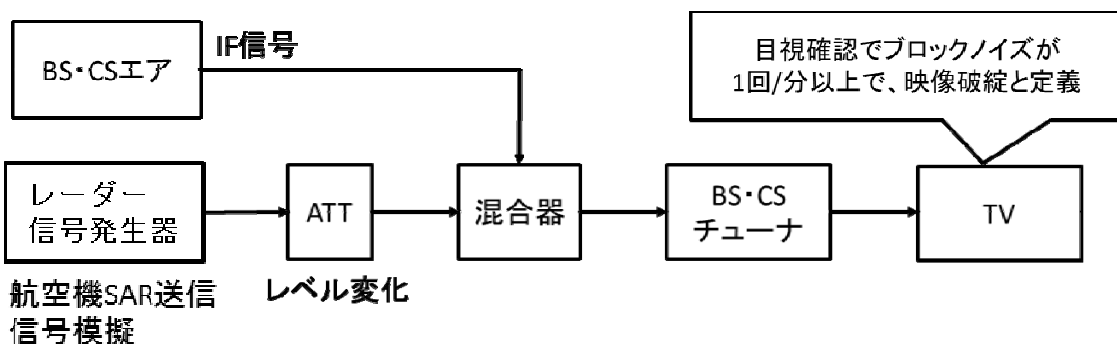 BS・CSエア
IF信号
目視確認でブロックノイズが
1回/分以上で、映像破綻と定義
レーダー
信号発生器
ATT
混合器
BS・CS
チューナ
TV
航空機SAR送信
信号模擬
レベル変化